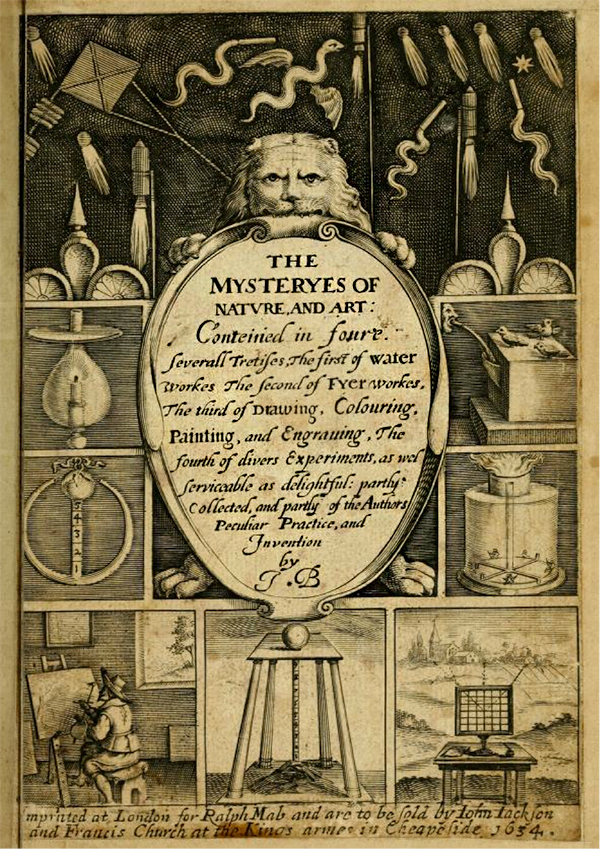 THE
MYSTERYES OF
NATVRE, AND ART:
Conteined in foure
severall Tretises, The first of water
workes The second of Fyer workes,
The third of Drawing, Colouring,
Painting, and Engrauing, The
fourth of divers Experiments, as wel
serviceable as delightful: partly
Collected, and partly of the Authors
Peculiar Practice, and
Invention
by
J.B
5
4
3
2
1
mprinted at London for Ralph Mab and are to be sold by Iohn Iackson
and Francis Church at the Kings armes in Cheapeside 1634.